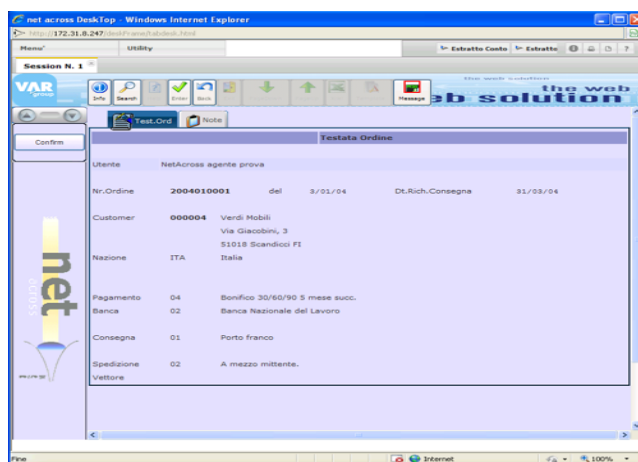 net across DeskTop - Windows Internet Explorer
http://172.31.8.247/deskframe/tabdesk.html
Menu' Utility Estratto Conto Estratto
Session N. 1
the web solution
VAR group the web
Info Search Enter Back Message eb solution
Test.Ord Note
Confirm
Testata Ordine
Utente NetAcross agente prova
Nr.Ordine 2004010001 del 3/01/04 Dt.Rich.Consegna 31/03/04
Customer 000004 Verdi Mobili
Via Giacobini, 3
51018 Scandicci FI
Nazione ITA Italia
net across
Pagamento 04 Bonifico 30/60/90 5 mese succ.
Banca 02 Banca Nazionale del Lavoro
Consegna 01 Porto franco
Spedizione 02 A mezzo mittente.
Vettore
Fine Internet 100%